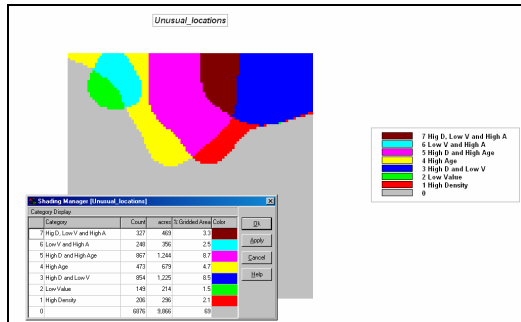 Unusual_locations
7 Hig D, Low V and High A
6 Low V and High A
5 High D and High Age
4 High Age
3 High D and Low V
2 Low Value
1 High Density
0
Shading Manager [Unusual_locations]
Category Display
Category Count acres % Gridded Area Color
7 Hig D, Low V and High A 327 469 3.3
6 Low V and High A 248 356 2.5
5 High D and High Age 867 1,244 8.7
4 High Age 473 679 4.7
3 High D and Low V 854 1,225 8.5
2 Low Value 149 214 1.5
1 High Density 206 296 2.1
0 6876 9,866 69
Ok
Apply
Cancel
Help